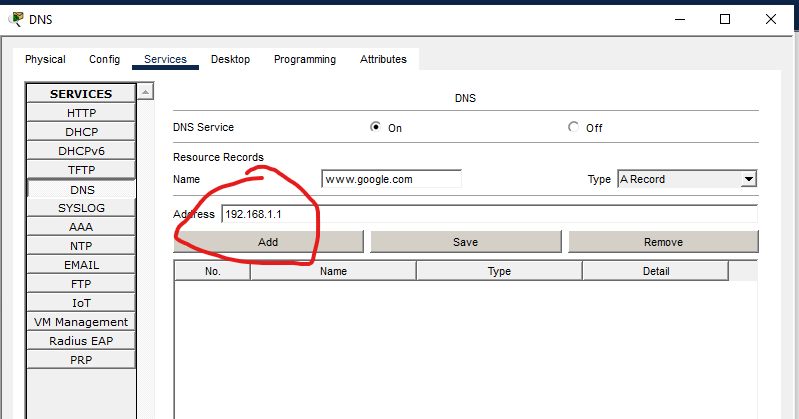 DNS
Physical Config Services Desktop Programming Attributes
SERVICES
HTTP
DHCP
DHCPv6
TFTP
DNS
SYSLOG
AAA
NTP
EMAIL
FTP
IoT
VM Management
Radius EAP
PRP
DNS
DNS Service On Off
Resource Records
Name www.google.com Type A Record
Address 192.168.1.1
Add Save Remove
No. Name Type Detail